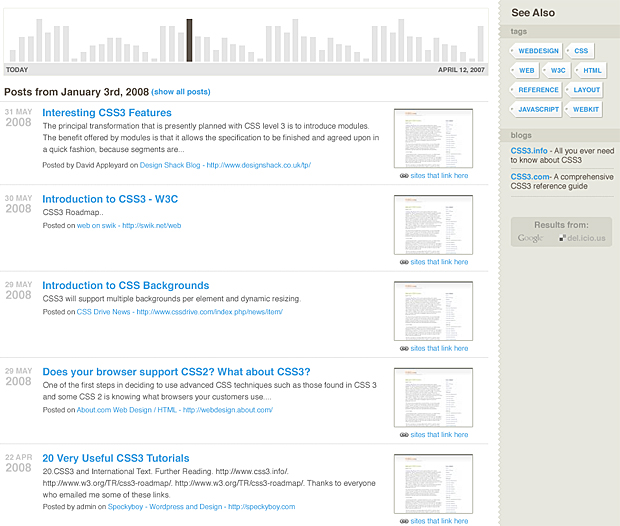 TODAY
APRIL 12, 2007
Posts from January 3rd, 2008 (show all posts)
31 MAY
2008
Interesting CSS3 Features
The principal transformation that is presently planned with CSS level 3 is to introduce modules.
The benefit offered by modules is that it allows the specification to be finished and agreed upon in
a quick fashion, because segments are...
Posted by David Appleyard on Design Shack Blog - http://www.designshack.co.uk/tp/
sites that link here
30 MAY
2008
Introduction to CSS3 - W3C
CSS3 Roadmap..
Posted on web on swik - http://swik.net/web
sites that link here
29 MAY
2008
Introduction to CSS Backgrounds
CSS3 will support multiple backgrounds per element and dynamic resizing.
Posted on CSS Drive News - http://www.cssdrive.com/index.php/news/item/
sites that link here
29 MAY
2008
Does your browser support CSS2? What about CSS3?
One of the first steps in deciding to use advanced CSS techniques such as those found in CSS 3
and some CSS 2 is knowing what browsers your customers use....
Posted on About.com Web Design / HTML - http://webdesign.about.com/
sites that link here
22 APR
2008
20 Very Useful CSS3 Tutorials
20.CSS3 and International Text. Further Reading. http://www.css3.info/.
http://www.w3.org/TR/css3-roadmap/. http://www.w3.org/TR/css3-roadmap/. Thanks to everyone
who emailed me some of these links.
Posted by admin on Speckyboy - Wordpress and Design - http://speckyboy.com
sites that link here
See Also
tags
WEBDESIGN CSS
WEB W3C HTML
REFERENCE LAYOUT
JAVASCRIPT WEBKIT
blogs
CSS3.info - All you ever need
to know about CSS3
CSS3.com- A comprehensive
CSS3 reference guide
Results from:
Google del.icio.us